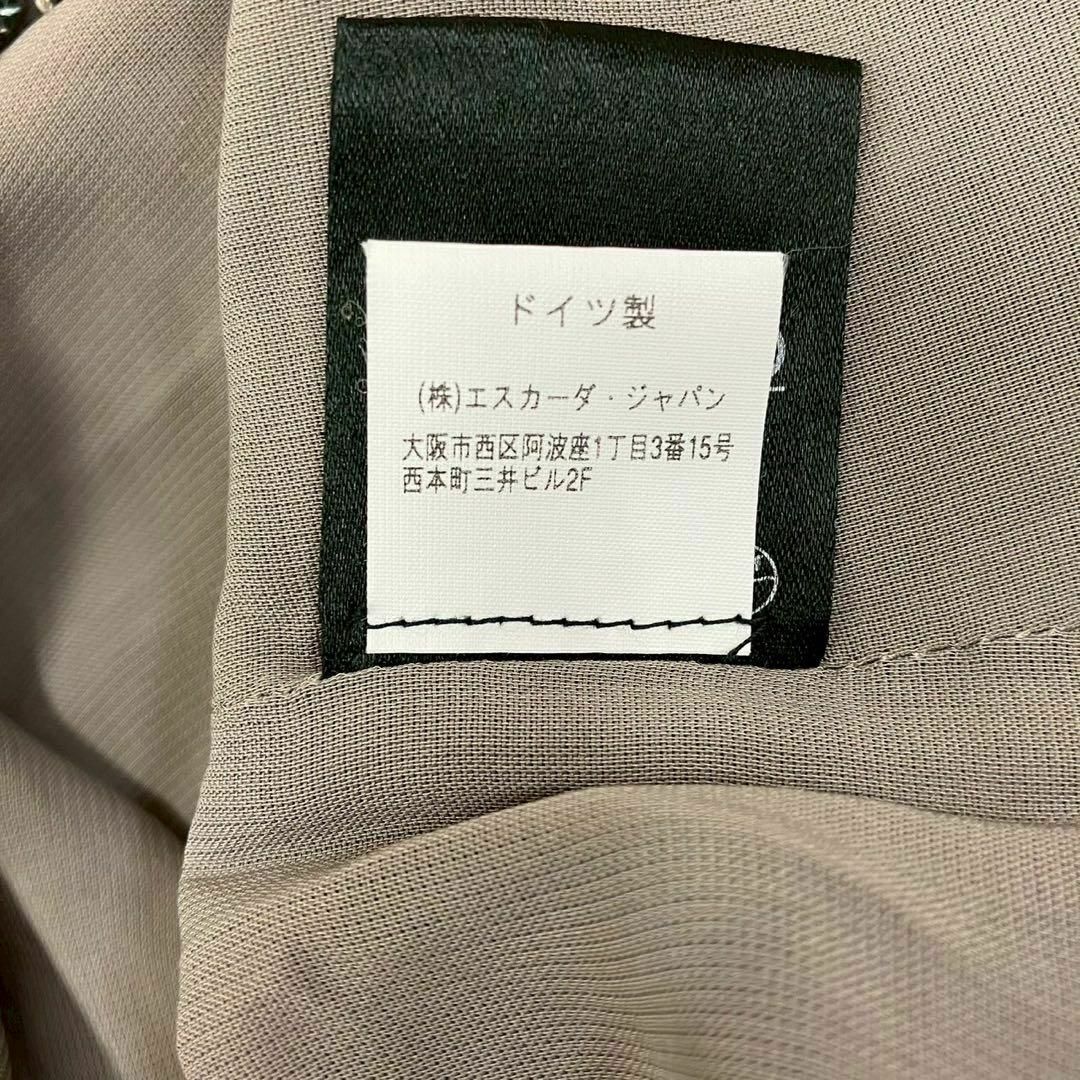 ドイツ製
(株)エスカーダ・ジャパン
大阪市西区阿波座1丁目3番15号
西本町三井ビル2F